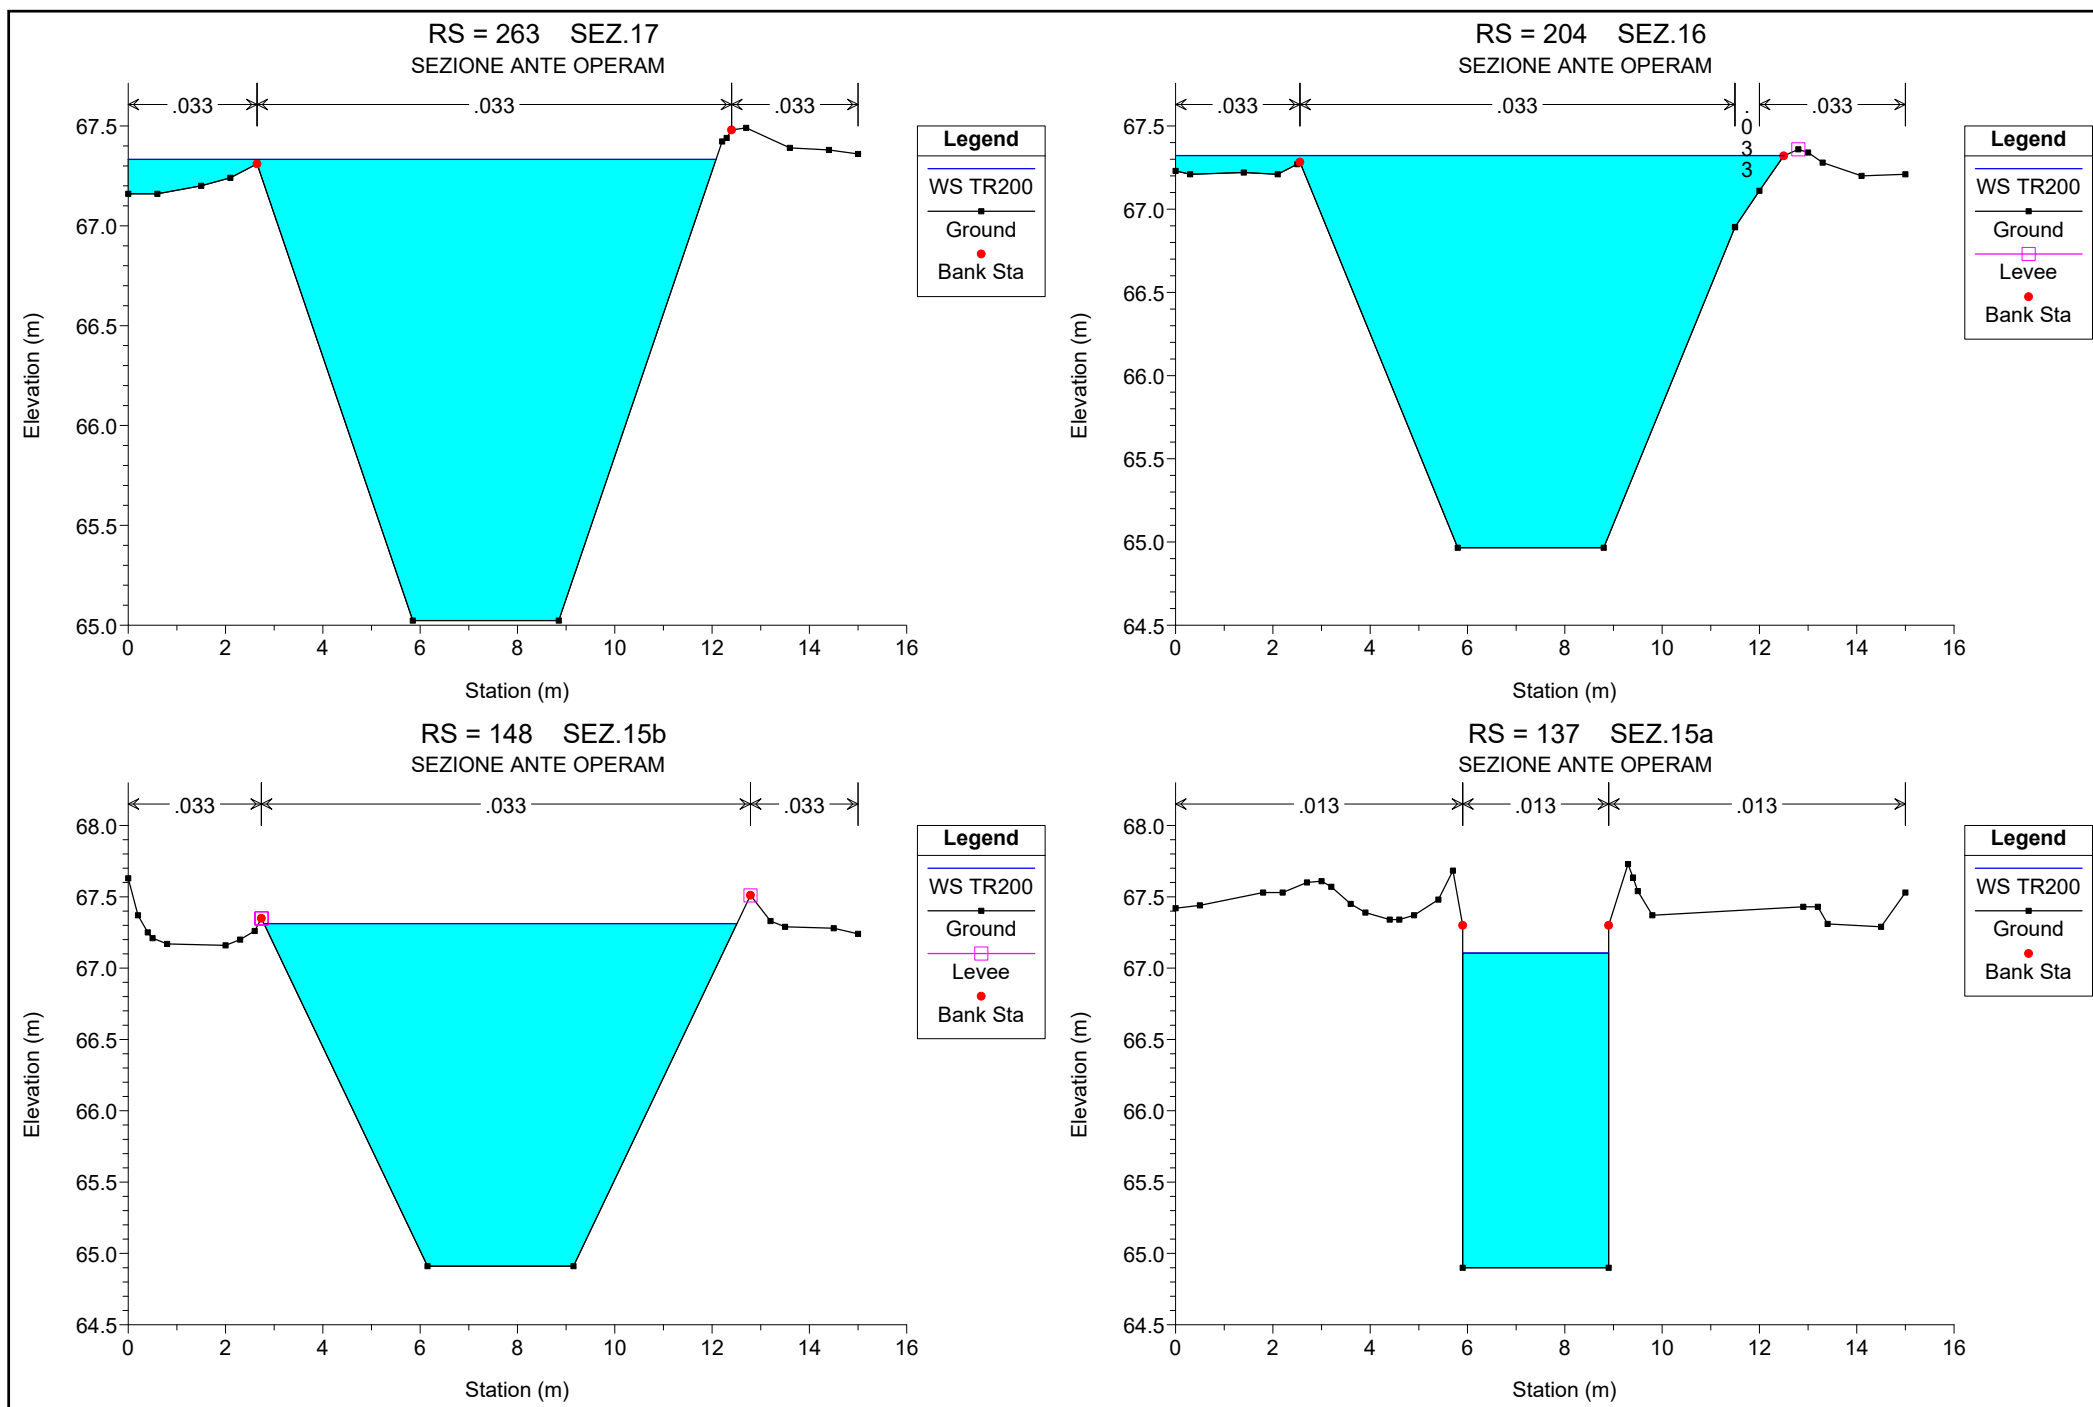 RS = 263 SEZ.17
SEZIONE ANTE OPERAM
.033 .033 .033
67.5
67.0
66.5
66.0
65.5
65.0
Elevation (m)
0 2 4 6 8 10 12 14 16
Station (m)
Legend
WS TR200
Ground
Bank Sta
RS = 204 SEZ.16
SEZIONE ANTE OPERAM
.033 .033 .033 .033
67.5
67.0
66.5
66.0
65.5
65.0
64.5
Elevation (m)
0 2 4 6 8 10 12 14 16
Station (m)
Legend
WS TR200
Ground
Levee
Bank Sta
RS = 148 SEZ.15b
SEZIONE ANTE OPERAM
.033 .033 .033
68.0
67.5
67.0
66.5
66.0
65.5
65.0
64.5
Elevation (m)
0 2 4 6 8 10 12 14 16
Station (m)
Legend
WS TR200
Ground
Levee
Bank Sta
RS = 137 SEZ.15a
SEZIONE ANTE OPERAM
.013 .013 .013
68.0
67.5
67.0
66.5
66.0
65.5
65.0
64.5
Elevation (m)
0 2 4 6 8 10 12 14 16
Station (m)
Legend
WS TR200
Ground
Bank Sta